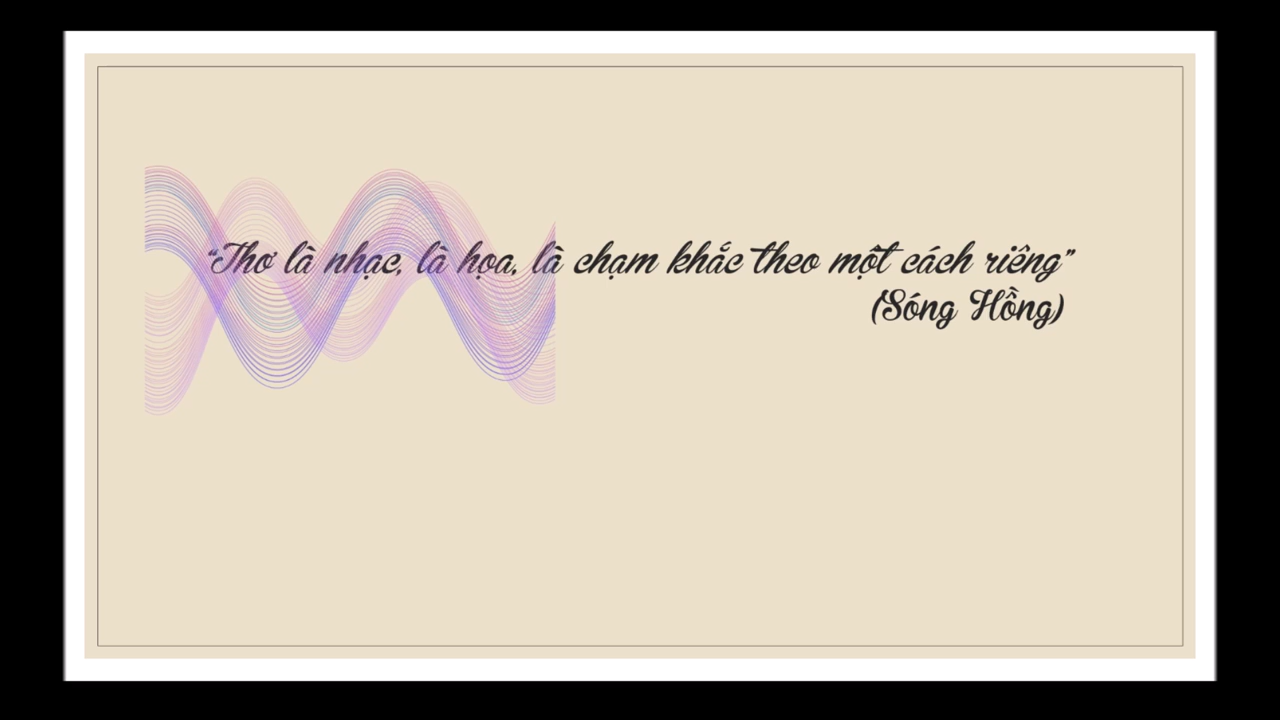 “Thơ là nhạc, là họa, là chạm khắc theo một cách riêng”
(Sóng Hồng)